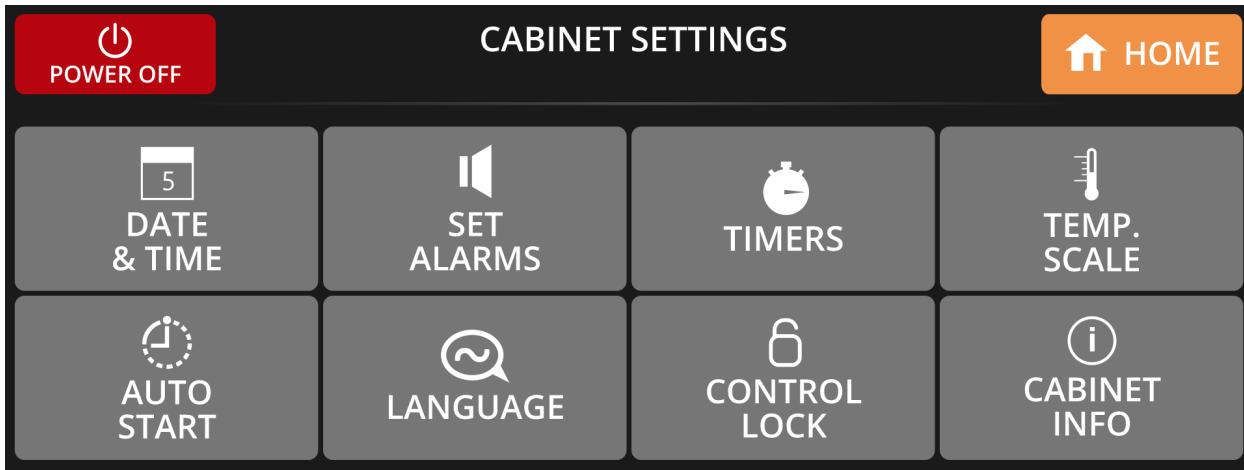 POWER OFF
CABINET SETTINGS
HOME
5
DATE
& TIME
SET
ALARMS
TIMERS
TEMP.
SCALE
AUTO
START
LANGUAGE
CONTROL
LOCK
i
CABINET
INFO